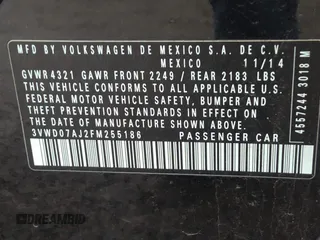 MFD BY VOLKSWAGEN DE MEXICO S.A. DE C.V.
MEXICO 11/14
GVWR 4321 GAWR FRONT 2249 / REAR 2183 LBS
THIS VEHICLE CONFORMS TO ALL APPLICABLE
FEDERAL MOTOR VEHICLE SAFETY, BUMPER, AND
THEFT PREVENTION STANDARDS IN EFFECT ON THE
DATE OF MANUFACTURE SHOWN ABOVE.
3VWD07AJ2FM255186 PASSENGER CAR
4557244 3018 M
DREAMBID